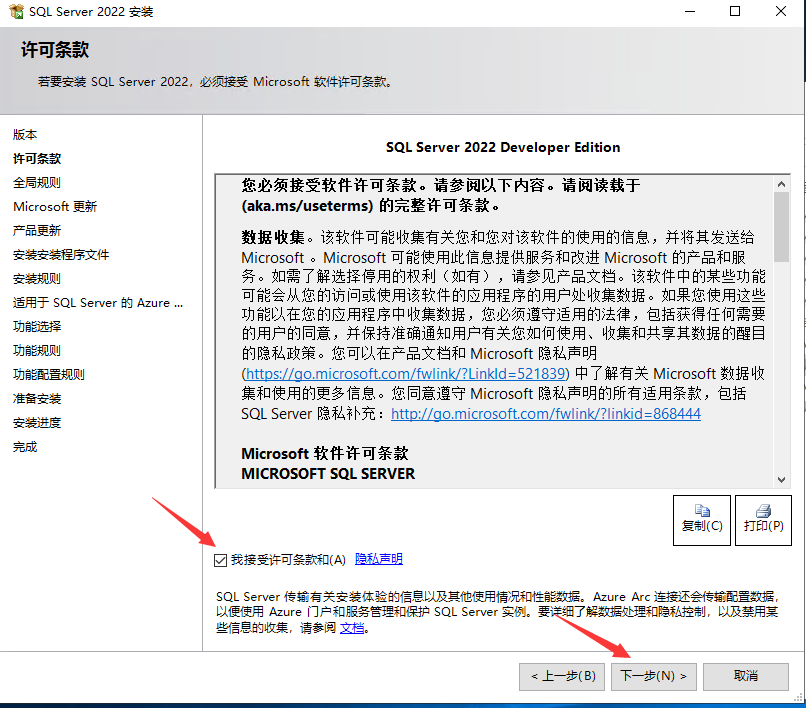 SQL Server 2022 安装
许可条款
若要安装 SQL Server 2022，必须接受 Microsoft 软件许可条款。
版本
许可条款
全局规则
Microsoft 更新
产品更新
安装安装程序文件
安装规则
适用于 SQL Server 的 Azure ...
功能选择
功能规则
功能配置规则
准备安装
安装进度
完成
SQL Server 2022 Developer Edition
您必须接受软件许可条款。请参阅以下内容。请阅读载于
(aka.ms/useterms) 的完整许可条款。
数据收集。该软件可能收集有关您和您对该软件的使用的信息，并将其发送给
Microsoft 。Microsoft 可能使用此信息提供服务和改进 Microsoft 的产品和服
务。如需了解选择停用的权利（如有），请参见产品文档。该软件中的某些功能
可能会从您的访问或使用该软件的应用程序的用户处收集数据。如果您使用这些
功能以在您的应用程序中收集数据，您必须遵守适用的法律，包括获得任何需要
的用户的同意，并保持准确通知用户有关您如何使用、收集和共享其数据的醒目
的隐私政策。您可以在产品文档和 Microsoft 隐私声明
(https://go.microsoft.com/fwlink/?LinkId=521839) 中了解有关 Microsoft 数据收
集和使用的更多信息。您同意遵守 Microsoft 隐私声明的所有适用条款，包括
SQL Server 隐私补充：http://go.microsoft.com/fwlink/?linkid=868444
Microsoft 软件许可条款
MICROSOFT SQL SERVER
复制(C)
打印(P)
我接受许可条款和(A) 隐私声明
SQL Server 传输有关安装体验的信息以及其他使用情况和性能数据。Azure Arc 连接还会传输配置数据，
以便使用 Azure 门户和服务管理和保护 SQL Server 实例。要详细了解数据处理和隐私控制，以及禁用某
些信息的收集，请参阅 文档。
< 上一步(B)
下一步(N) >
取消